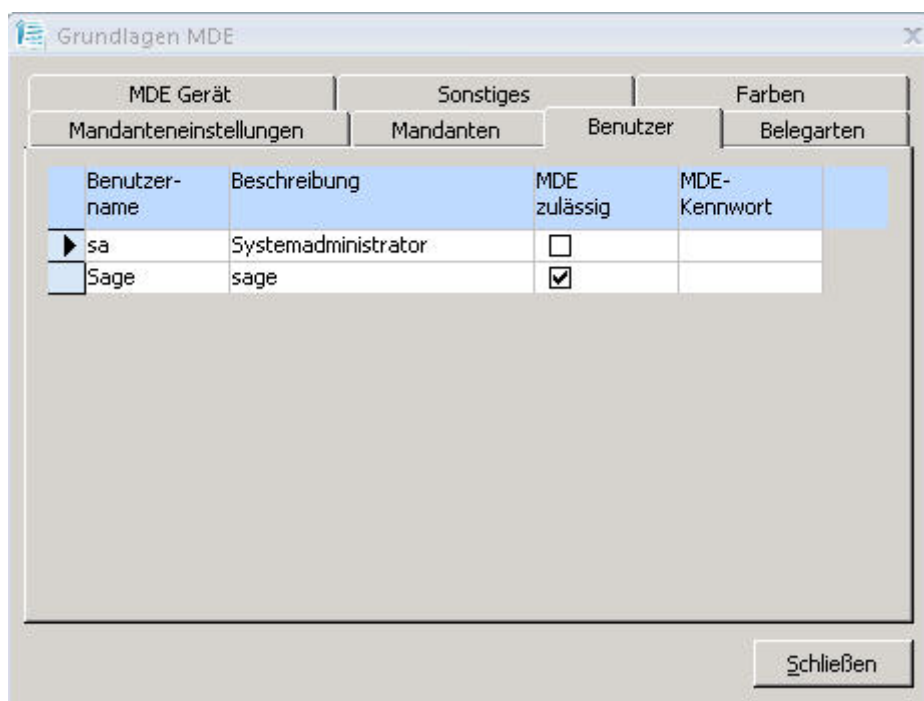 Grundlagen MDE
MDE Gerät Sonstiges Farben
Mandanteneinstellungen Mandanten Benutzer Belegarten
Benutzer- Beschreibung MDE MDE-
name zulässig Kennwort
sa Systemadministrator
Sage sage
Schließen